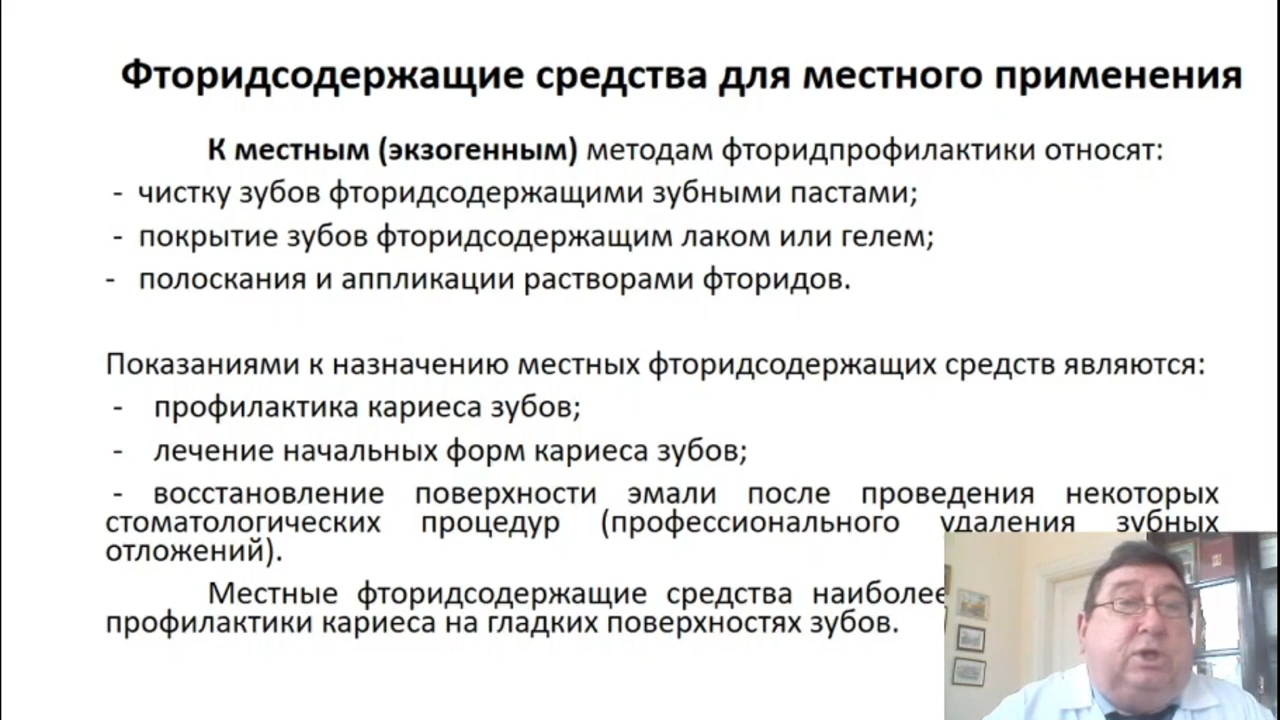 Фторидсодержащие средства для местного применения
К местным (экзогенным) методам фторидпрофилактики относят:
- чистку зубов фторидсодержащими зубными пастами;
- покрытие зубов фторидсодержащим лаком или гелем;
- полоскания и аппликации растворами фторидов.
Показаниями к назначению местных фторидсодержащих средств являются:
- профилактика кариеса зубов;
- лечение начальных форм кариеса зубов;
- восстановление поверхности эмали после проведения некоторых
стоматологических процедур (профессионального удаления зубных
отложений).
Местные фторидсодержащие средства наиболее
профилактики кариеса на гладких поверхностях зубов.